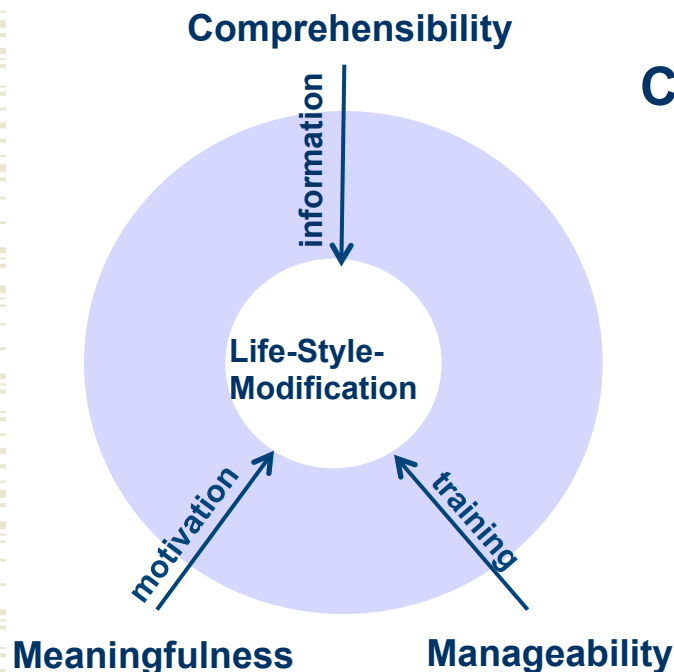 Comprehensibility
C
information
Life-Style-
Modification
motivation
training
Meaningfulness
Manageability